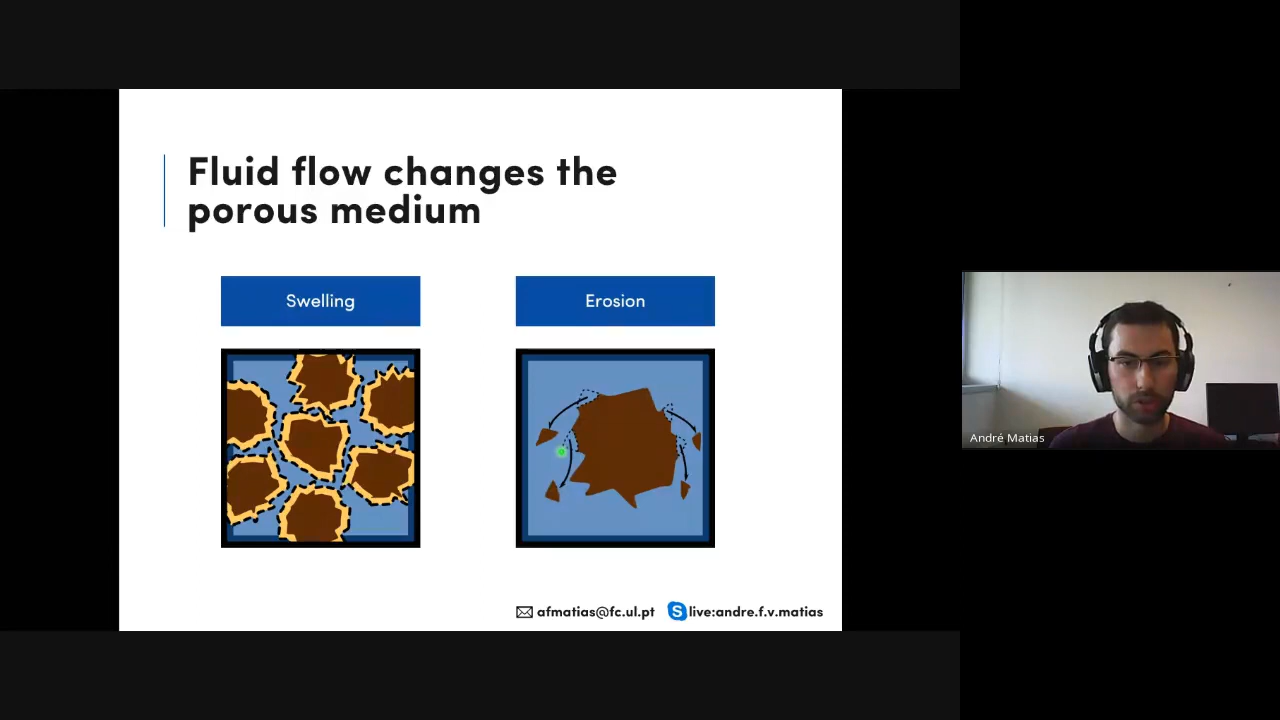 Fluid flow changes the
porous medium
Swelling
Erosion
afmatias@fc.ul.pt
S live:andre.f.v.matias
André Matias